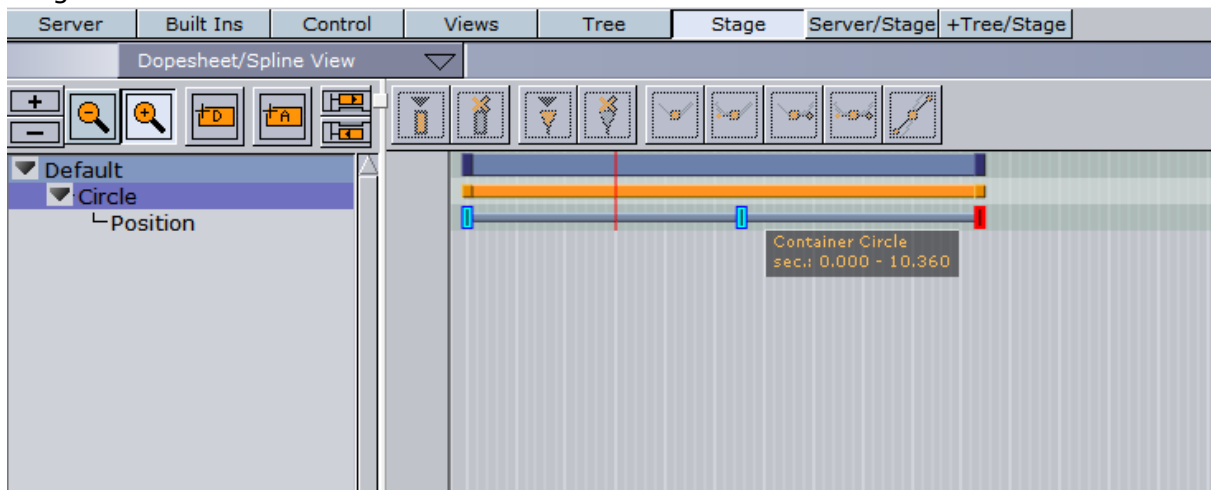 Server Built Ins Control Views Tree Stage Server/Stage +Tree/Stage
Dopesheet/Spline View
D A
Default
Circle
Position
Container Circle
sec.: 0.000 - 10.360